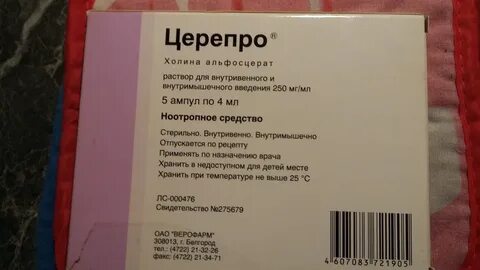 Церепро®
Холина альфосцерат
раствор для внутривенного и
внутримышечного введения 250 мг/мл
5 ампул по 4 мл
Ноотропное средство
Стерильно. Внутривенно. Внутримышечно
Отпускается по рецепту
Применять по назначению врача
Хранить в недоступном для детей месте
Хранить при температуре не выше 25 °С
ЛС-000476
Свидетельство №275679
ОАО "ВЕРОФАРМ"
308013, г. Белгород
тел.: (4722) 21-32-26
факс: (4722) 21-34-71
4 607083 721905